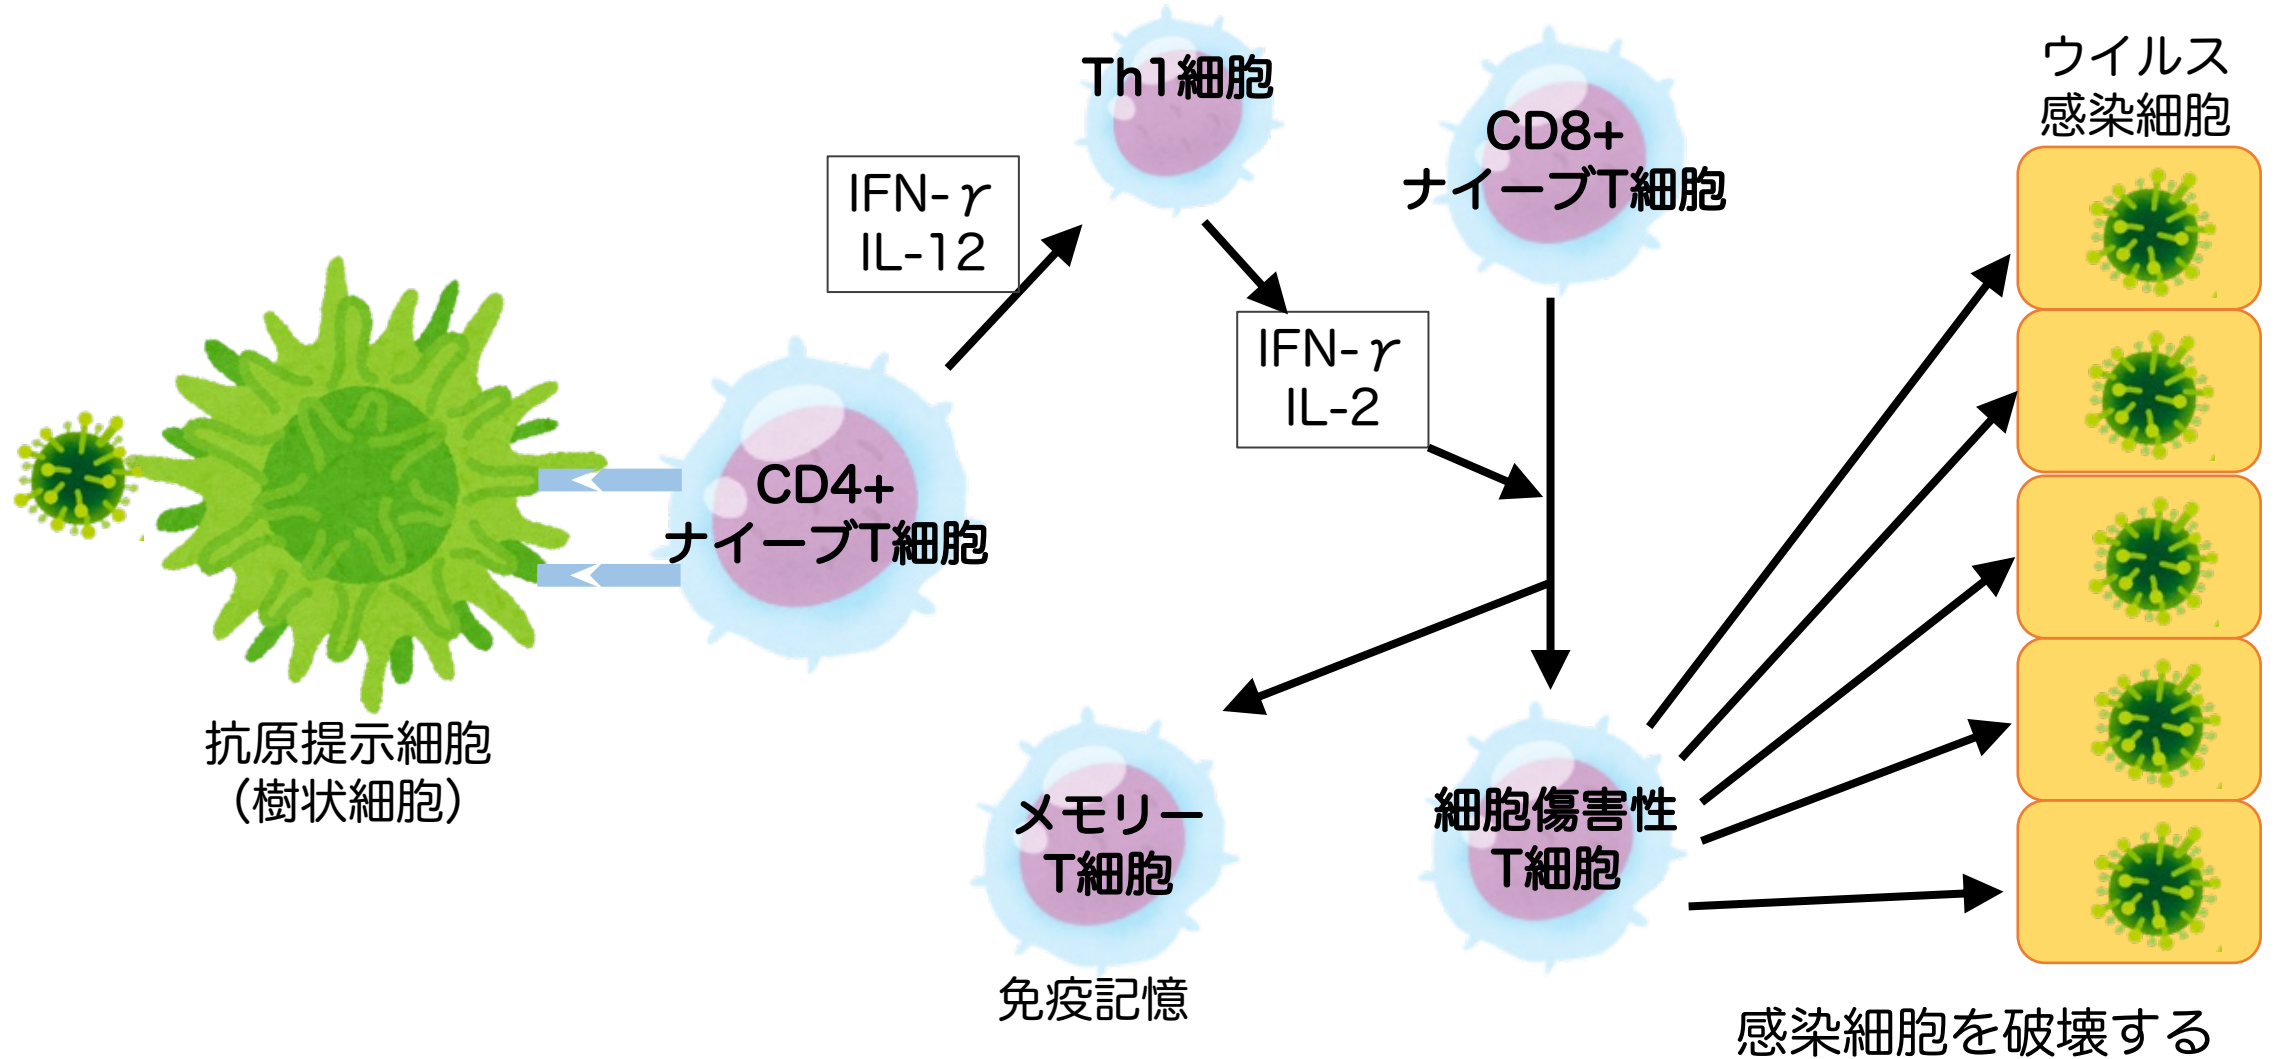 Th1細胞
CD8+
ナイーブT細胞
ウイルス
感染細胞
IFN-γ
IL-12
IFN-γ
IL-2
CD4+
ナイーブT細胞
抗原提示細胞
（樹状細胞）
メモリー
T細胞
免疫記憶
細胞傷害性
T細胞
感染細胞を破壊する